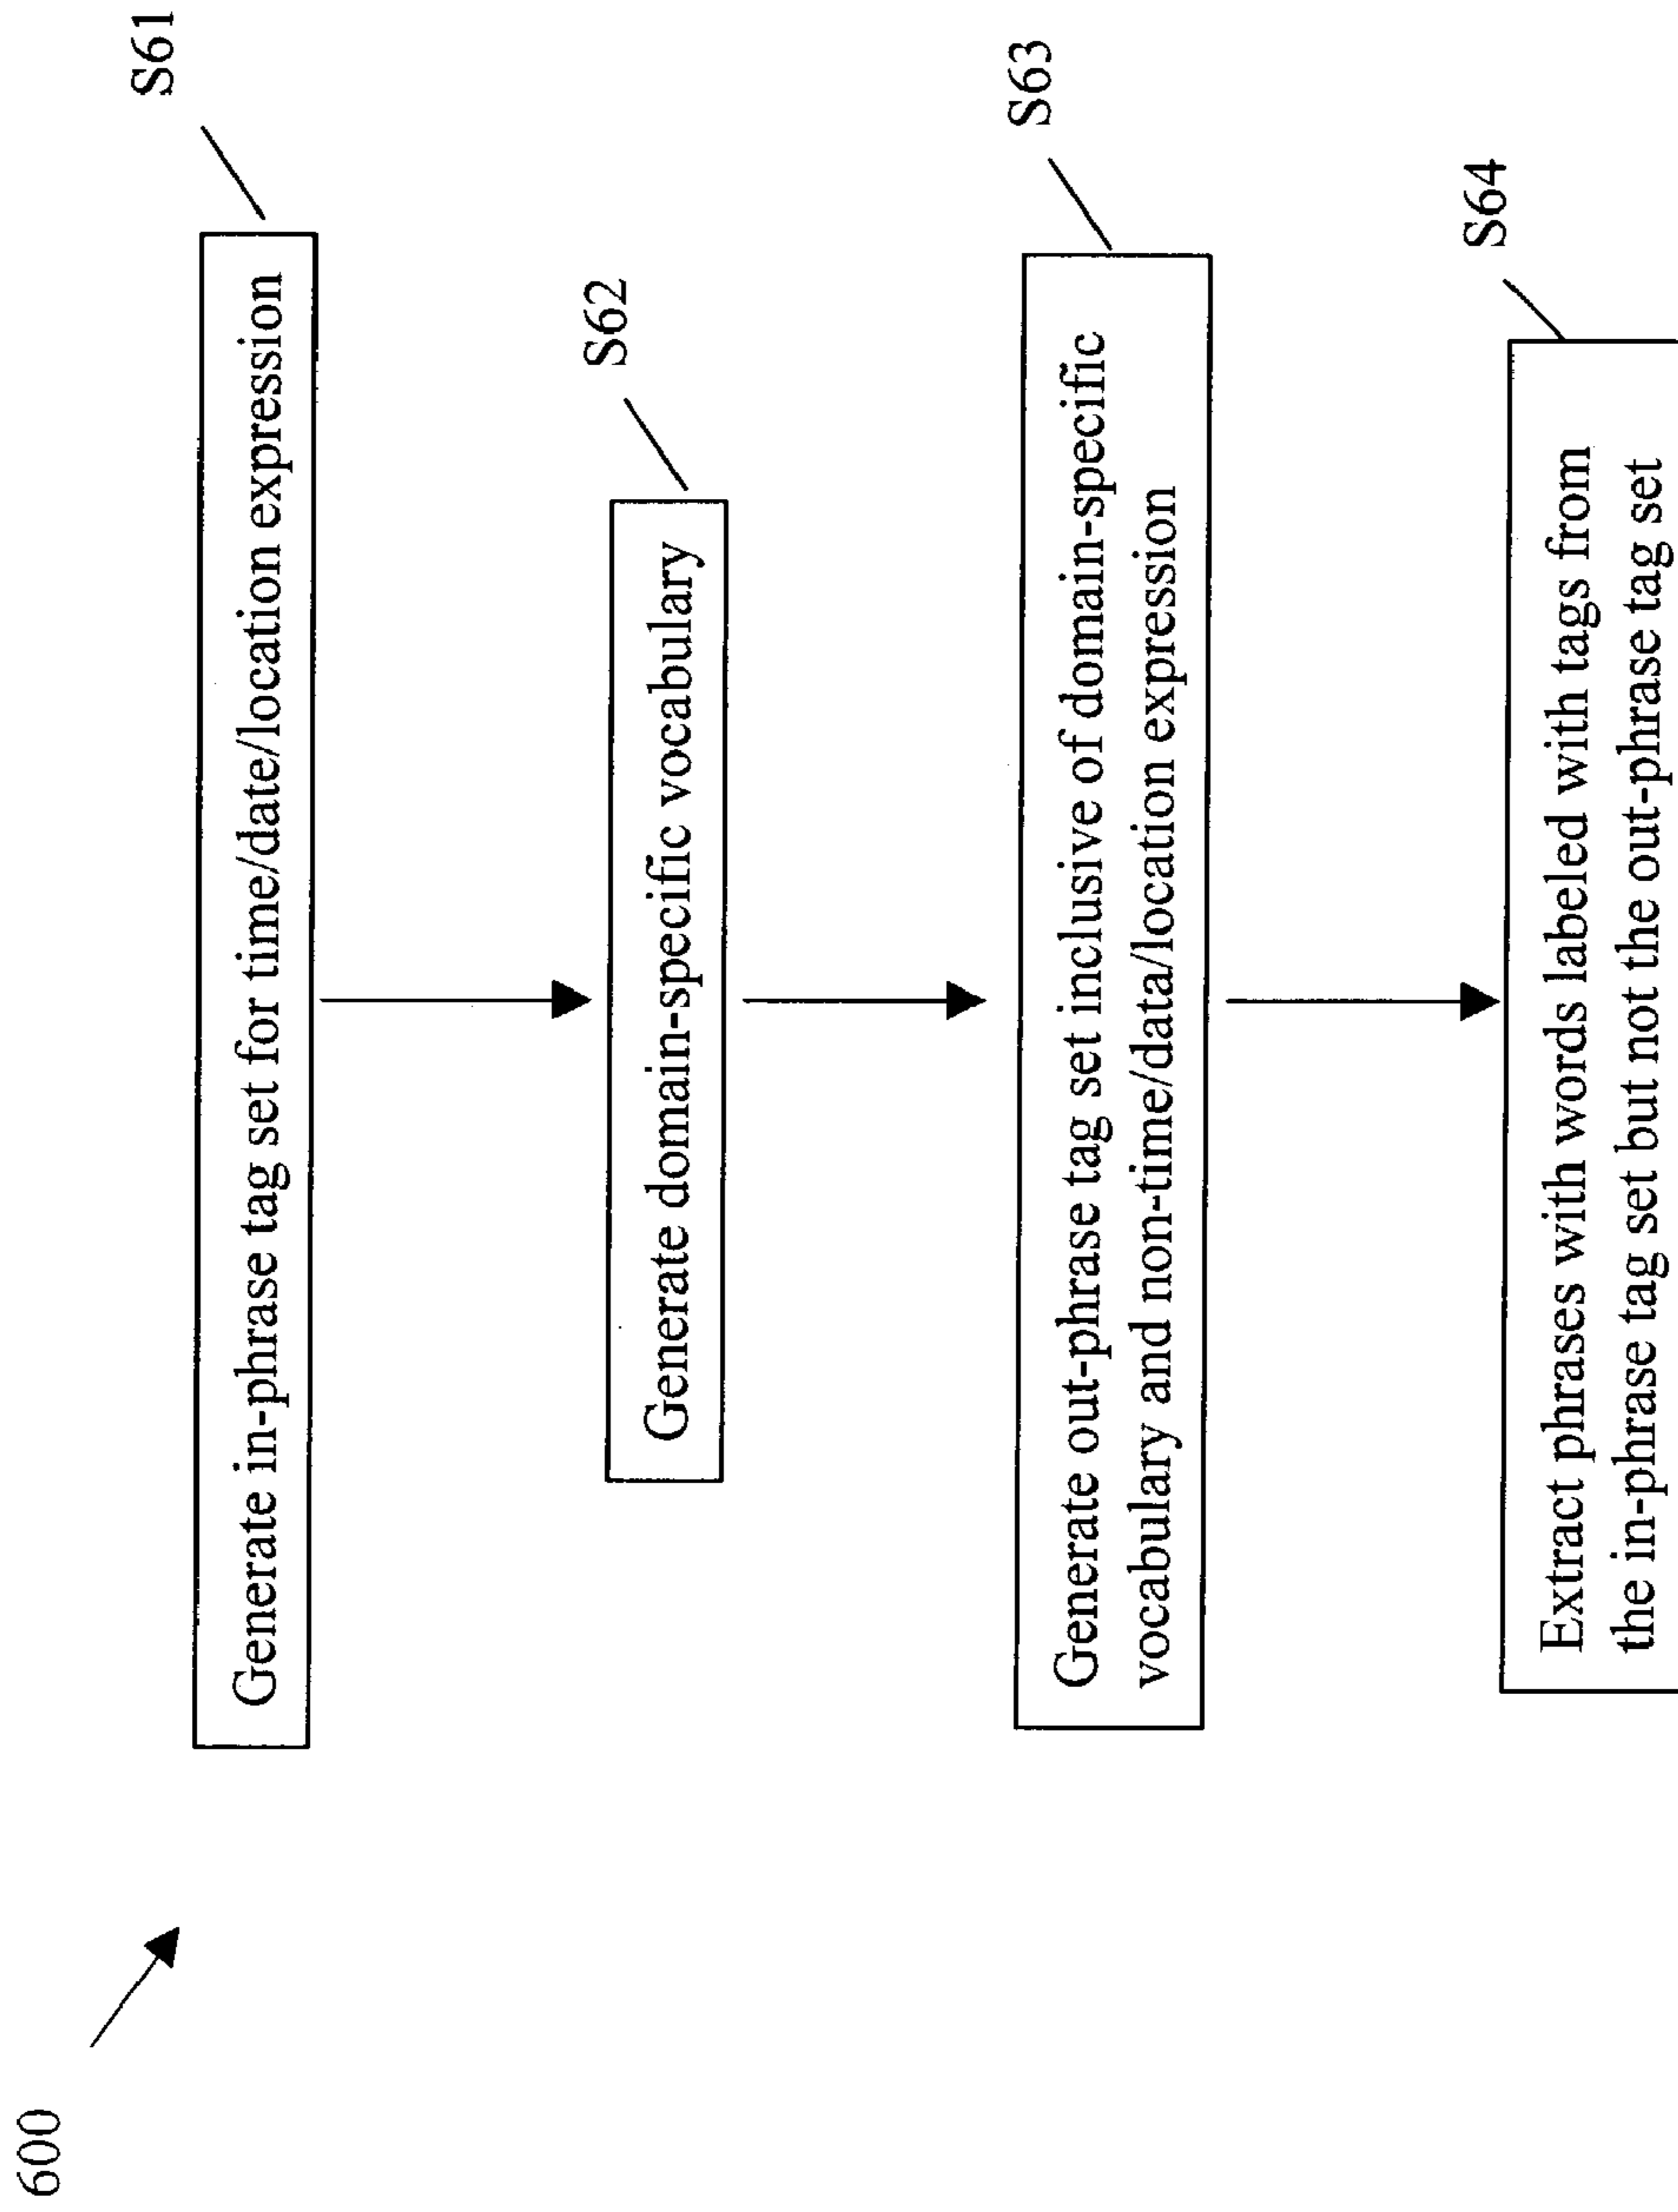 600
S61
Generate in-phrase tag set for time/date/location expression
S62
Generate domain-specific vocabulary
S63
Generate out-phrase tag set inclusive of domain-specific
vocabulary and non-time/data/location expression
S64
Extract phrases with words labeled with tags from
the in-phrase tag set but not the out-phrase tag set